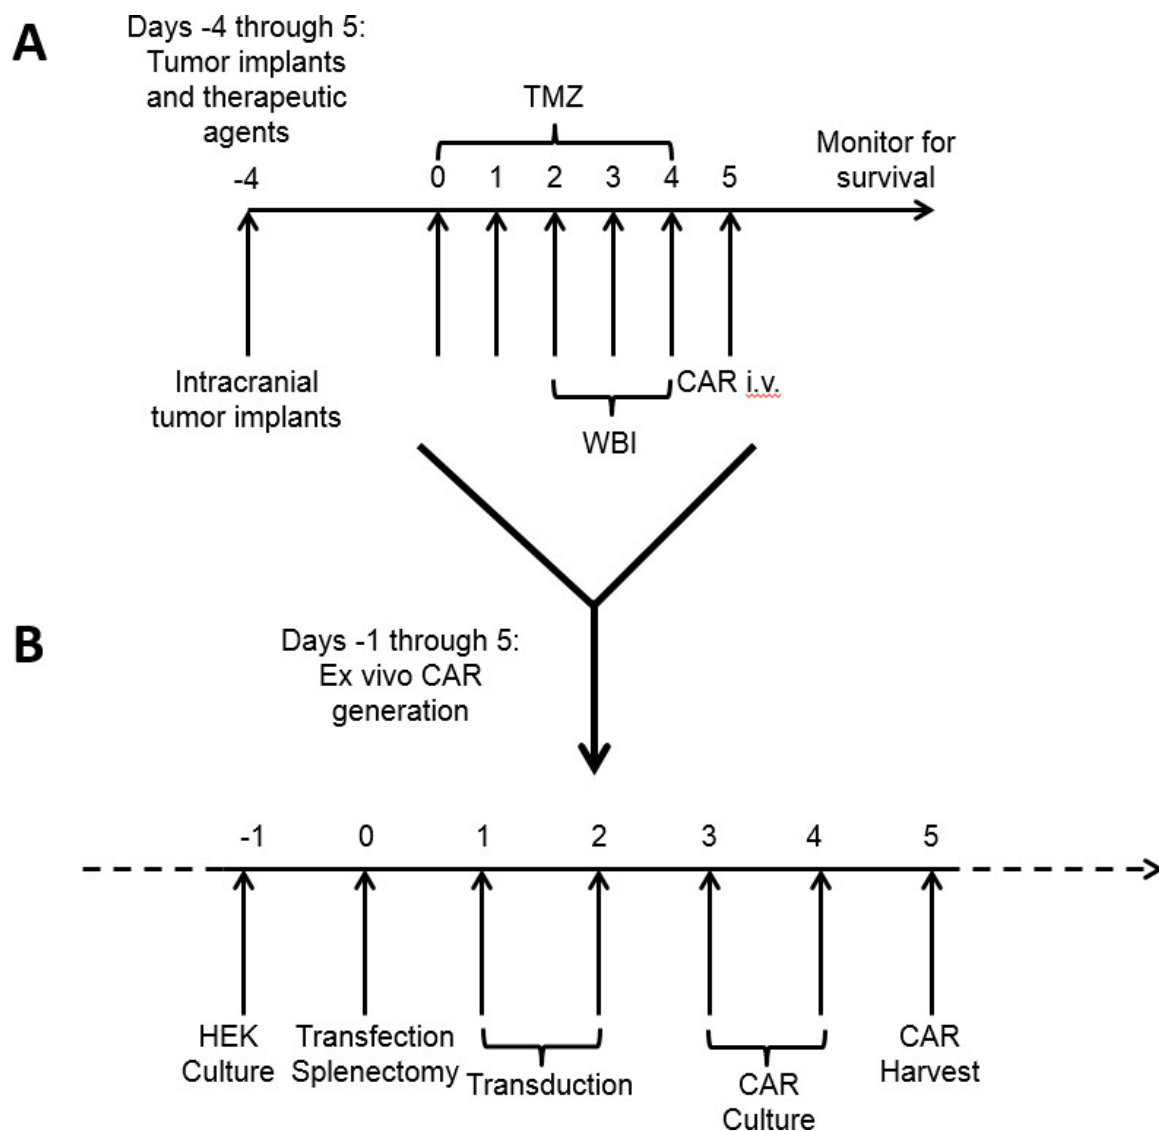 A
Days -4 through 5:
Tumor implants
and therapeutic
agents
TMZ
Monitor for
survival
-4
0
1
2
3
4
5
Intracranial
tumor implants
CAR i.v.
WBI
B
Days -1 through 5:
Ex vivo CAR
generation
-1
0
1
2
3
4
5
HEK
Culture
Transfection
Splenectomy
Transduction
CAR
Culture
CAR
Harvest